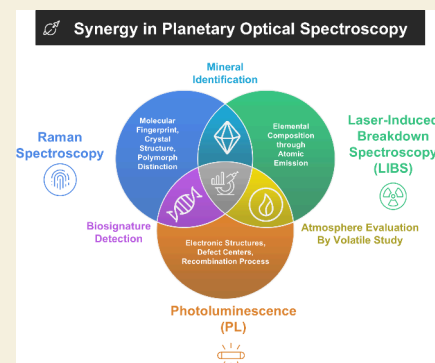 Synergy in Planetary Optical Spectroscopy
Mineral
Identification
Molecular
Fingerprint,
Crystal
Structure,
Polymorph
Distinction
Elemental
Composition
through
Atomic
Emission
Raman
Spectroscopy
Laser-Induced
Breakdown
Spectroscopy
(LIBS)
Biosignature
Detection
Atmosphere Evaluation
By Volatile Study
Electronic Structures,
Defect Centers,
Recombination Process
Photoluminescence
(PL)